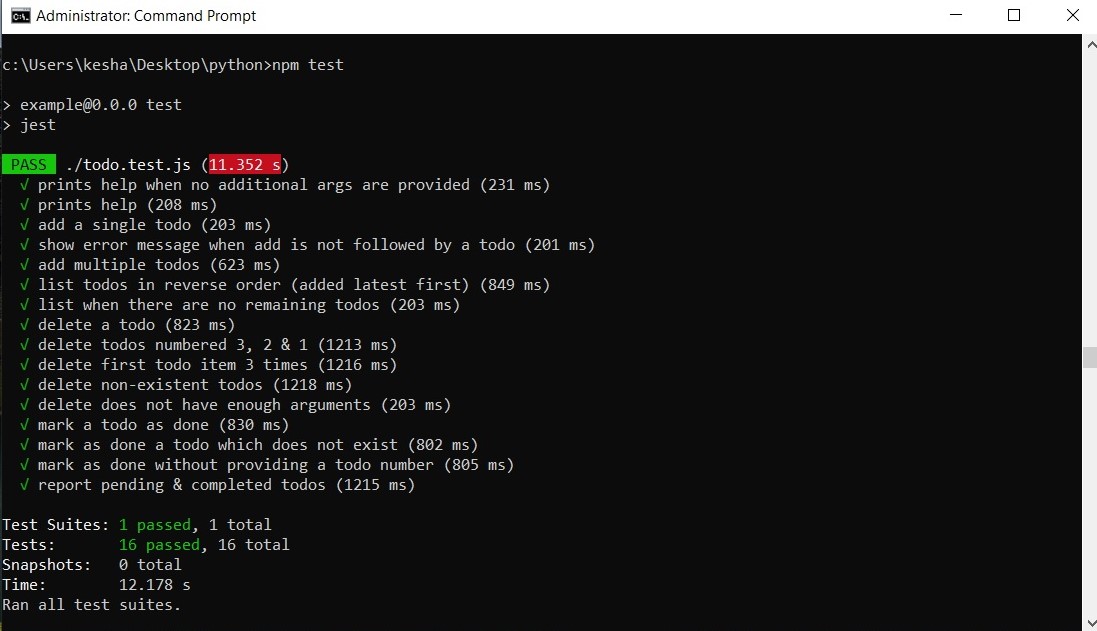 Administrator: Command Prompt
c:\Users\kesha\Desktop\python>npm test
> example@0.0.0 test
> jest
PASS ./todo.test.js (11.352 s)
√ prints help when no additional args are provided (231 ms)
√ prints help (208 ms)
√ add a single todo (203 ms)
√ show error message when add is not followed by a todo (201 ms)
√ add multiple todos (623 ms)
√ list todos in reverse order (added latest first) (849 ms)
√ list when there are no remaining todos (203 ms)
√ delete a todo (823 ms)
√ delete todos numbered 3, 2 & 1 (1213 ms)
√ delete first todo item 3 times (1216 ms)
√ delete non-existent todos (1218 ms)
√ delete does not have enough arguments (203 ms)
√ mark a todo as done (830 ms)
√ mark as done a todo which does not exist (802 ms)
√ mark as done without providing a todo number (805 ms)
√ report pending & completed todos (1215 ms)
Test Suites: 1 passed, 1 total
Tests: 16 passed, 16 total
Snapshots: 0 total
Time: 12.178 s
Ran all test suites.